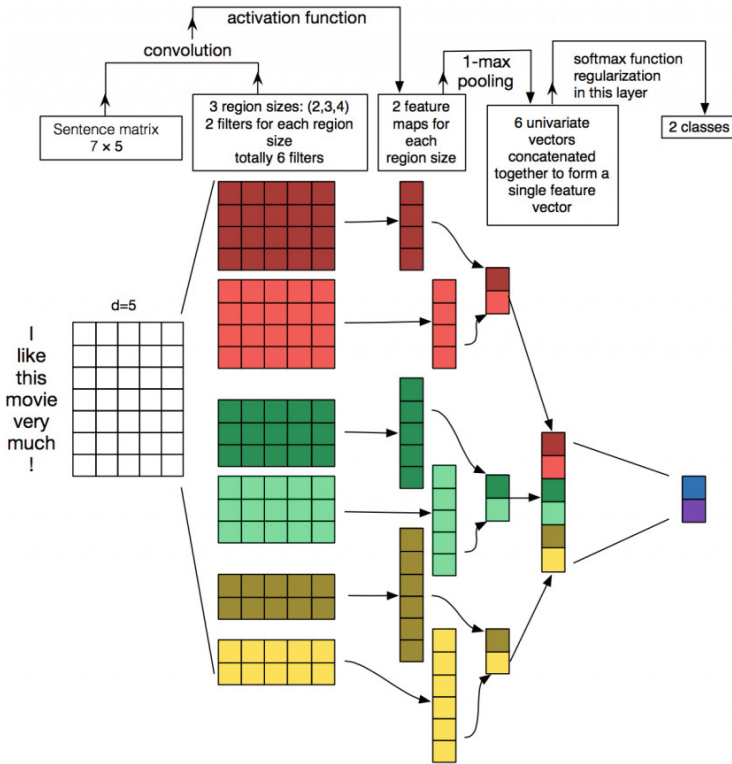 activation function
convolution
1-max
pooling
softmax function
regularization
in this layer
Sentence matrix
7 × 5
3 region sizes: (2,3,4)
2 filters for each region
size
totally 6 filters
2 feature
maps for
each
region size
6 univariate
vectors
concatenated
together to form a
single feature
vector
2 classes
d=5
I
like
this
movie
very
much
!